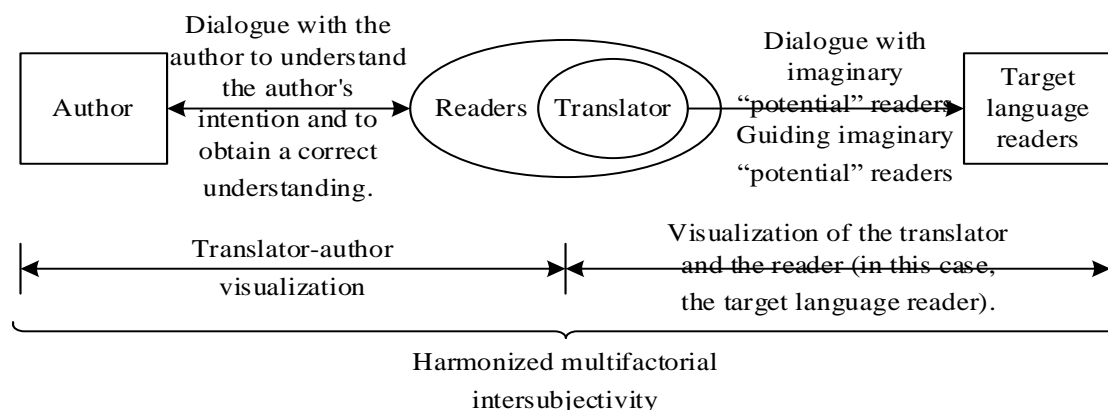 Author
Dialogue with the
author to understand
the author's
intention and to
obtain a correct
understanding.
Readers
Translator
Dialogue with
imaginary
“potential” readers
Guiding imaginary
“potential” readers
Target
language
readers
Translator-author
visualization
Visualization of the translator
and the reader (in this case,
the target language reader).
Harmonized multifactorial
intersubjectivity